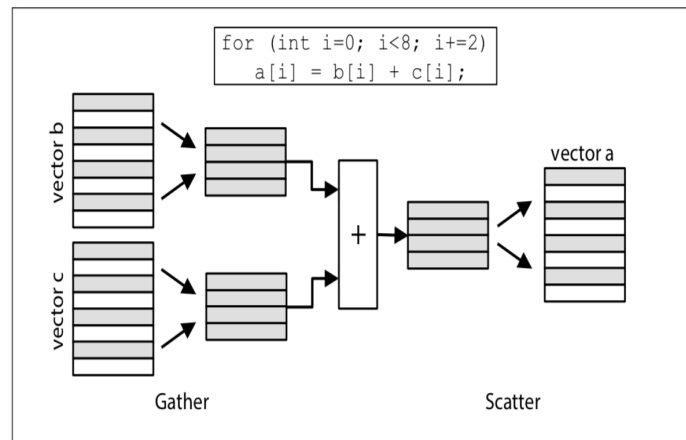 for (int i=0; i<8; i+=2)
a[i] = b[i] + c[i];
vector b
vector a
+
vector c
Gather
Scatter